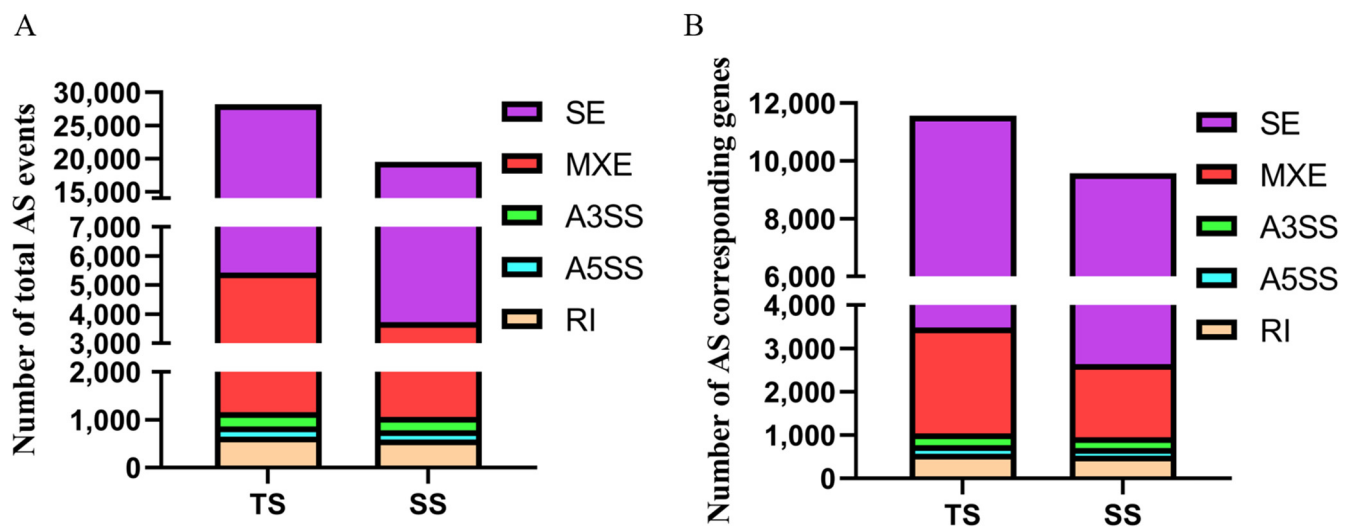 A
Number of total AS events
30,000
25,000
20,000
15,000
7,000
6,000
5,000
4,000
3,000
2,000
1,000
0
TS
SS
SE
MXE
A3SS
A5SS
RI
B
Number of AS corresponding genes
12,000
10,000
8,000
6,000
4,000
3,000
2,000
1,000
0
TS
SS
SE
MXE
A3SS
A5SS
RI